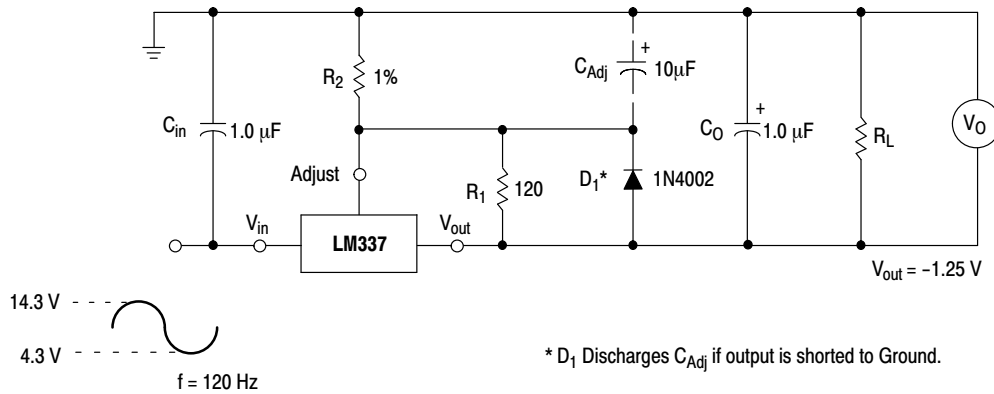 R2 1%
CAdj + 10μF
Cin 1.0 μF
CO + 1.0 μF
RL
VO
Adjust
R1 120
D1* 1N4002
Vin
LM337
Vout
Vout = –1.25 V
14.3 V
4.3 V
f = 120 Hz
* D1 Discharges CAdj if output is shorted to Ground.